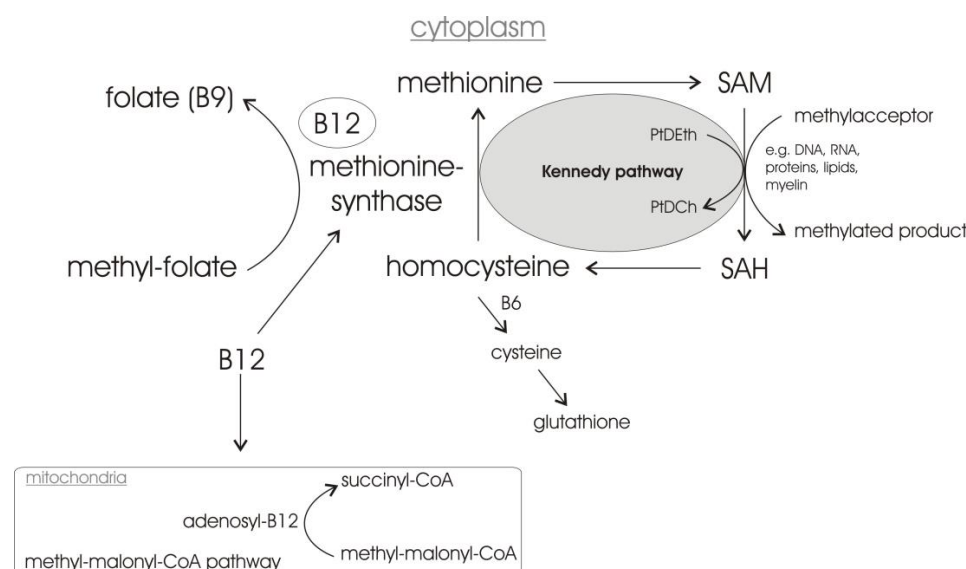 cytoplasm
methionine
SAM
folate (B9)
B12
methionine-
synthase
PtDEth
Kennedy pathway
PtDCh
methylacceptor
e.g. DNA, RNA,
proteins, lipids,
myelin
methylated product
methyl-folate
homocysteine
SAH
B6
cysteine
glutathione
B12
mitochondria
succinyl-CoA
adenosyl-B12
methyl-malonyl-CoA
methyl-malonyl-CoA pathway